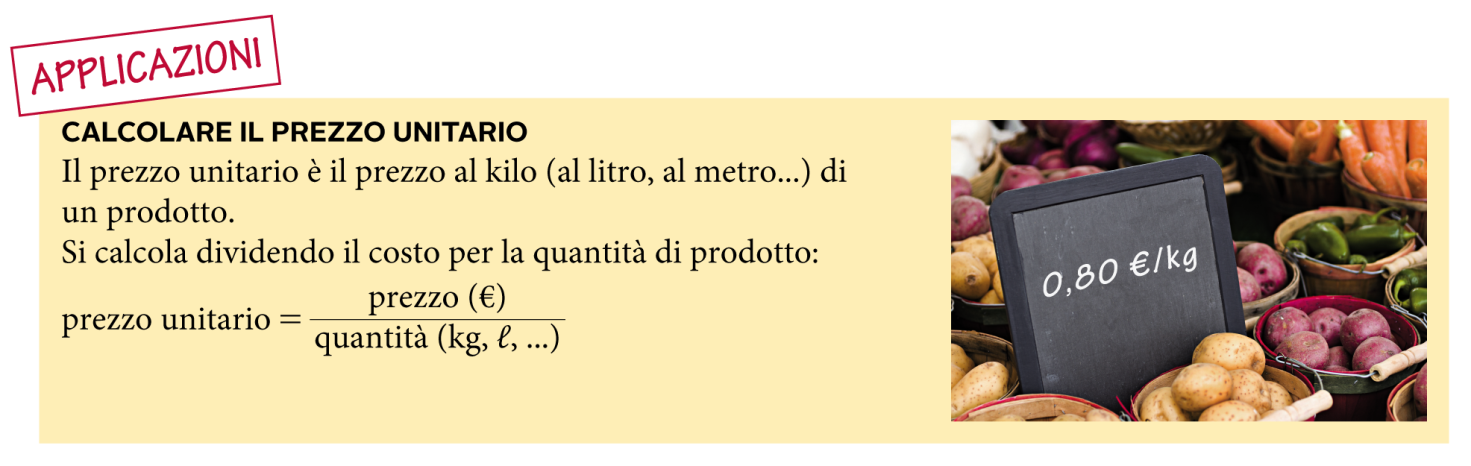 APPLICAZIONI
CALCOLARE IL PREZZO UNITARIO
Il prezzo unitario è il prezzo al kilo (al litro, al metro...) di
un prodotto.
Si calcola dividendo il costo per la quantità di prodotto:
prezzo unitario = prezzo (€) / quantità (kg, ℓ, ...)
0,80 €/kg